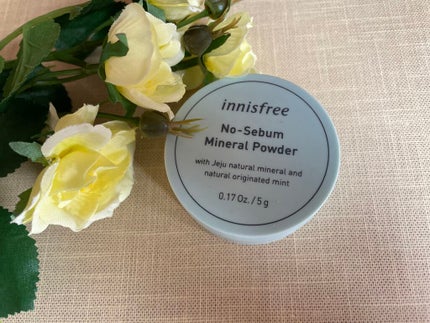 innisfree
No-Sebum
Mineral Powder
with Jeju natural mineral and
natural originated mint
0.17 Oz. / 5 g